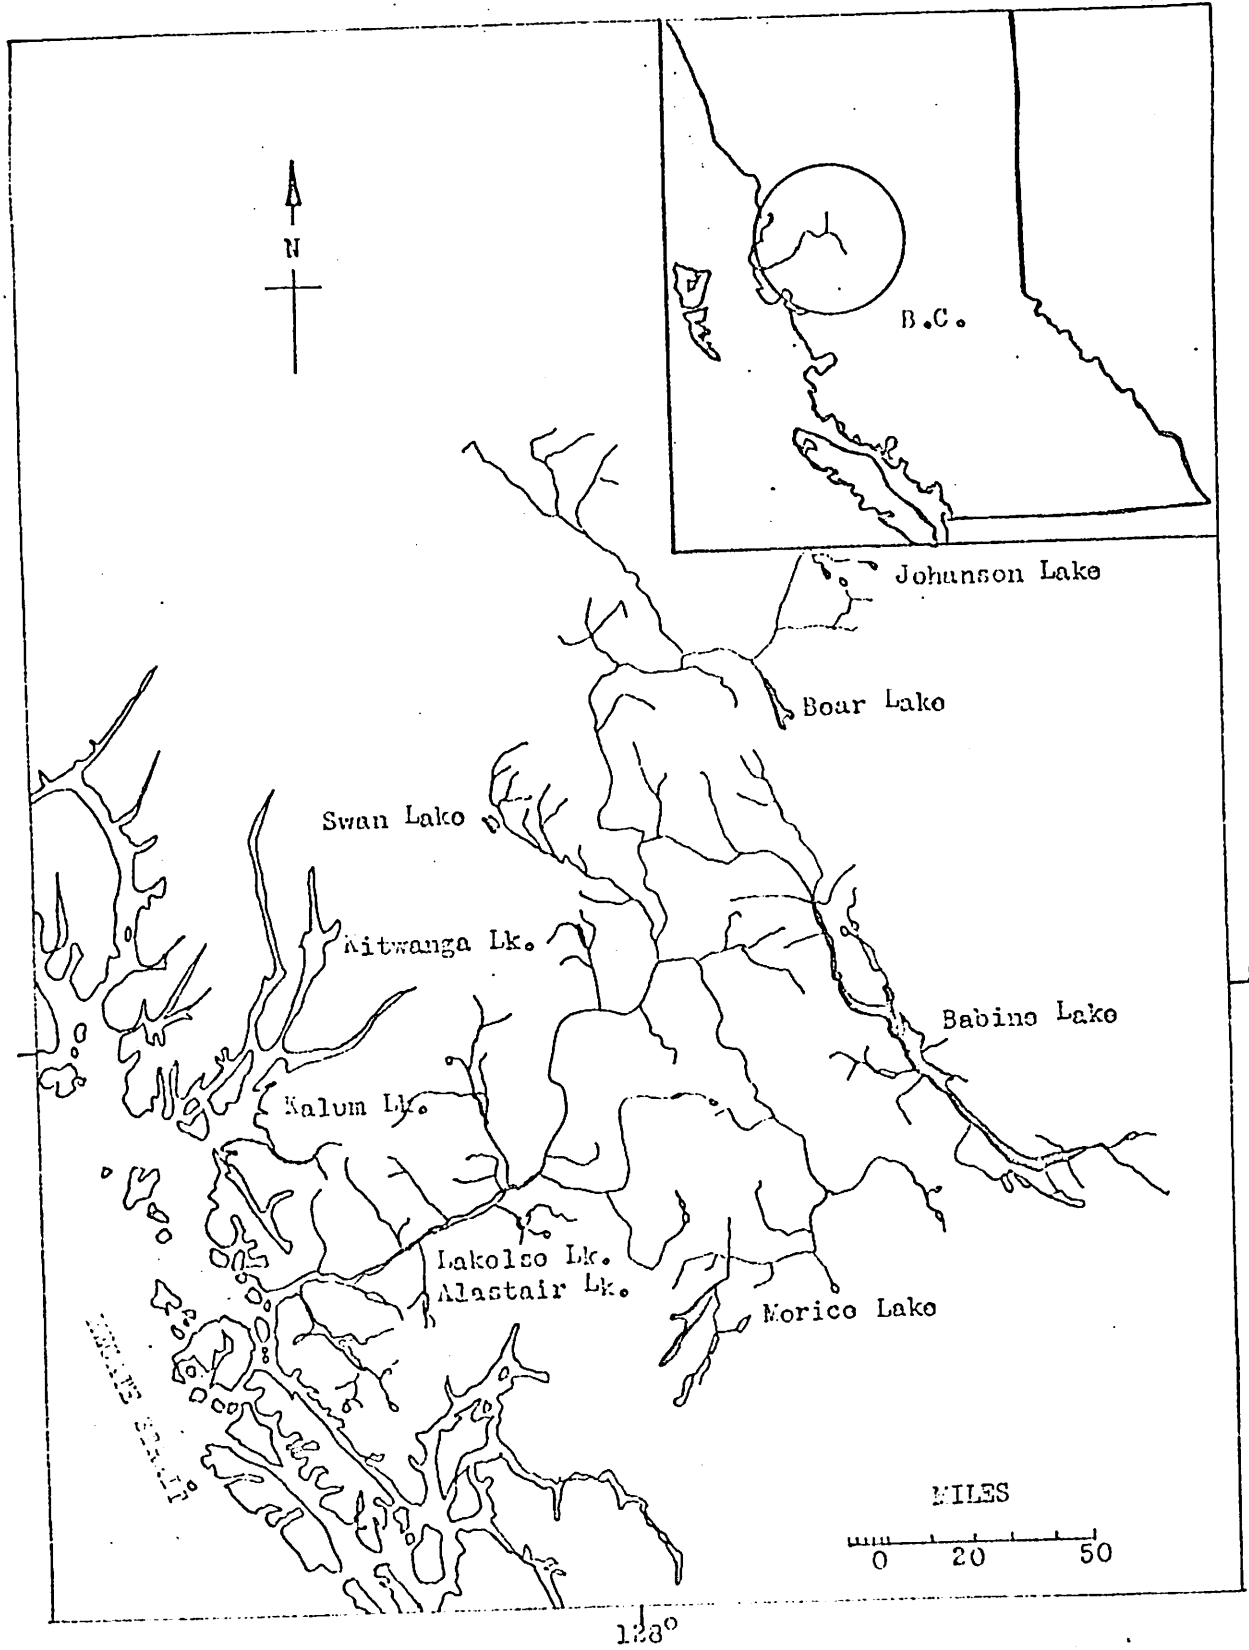 N
B.C.
Johanson Lake
Bear Lake
Swan Lake
Kitwanga Lk.
Babine Lake
Kalum Lk.
Lakelse Lk.
Alastair Lk.
Morice Lake
MILES
0 20 50
128°